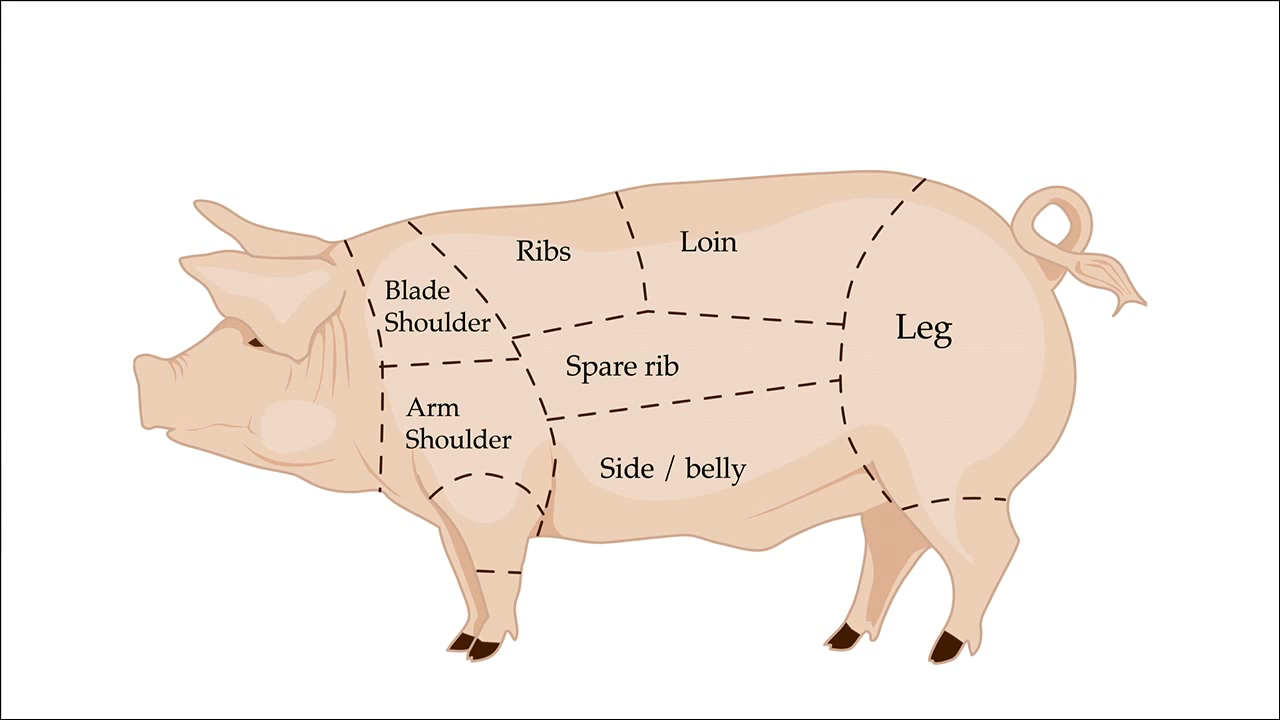 Ribs
Loin
Blade
Shoulder
Leg
Spare rib
Arm
Shoulder
Side / belly